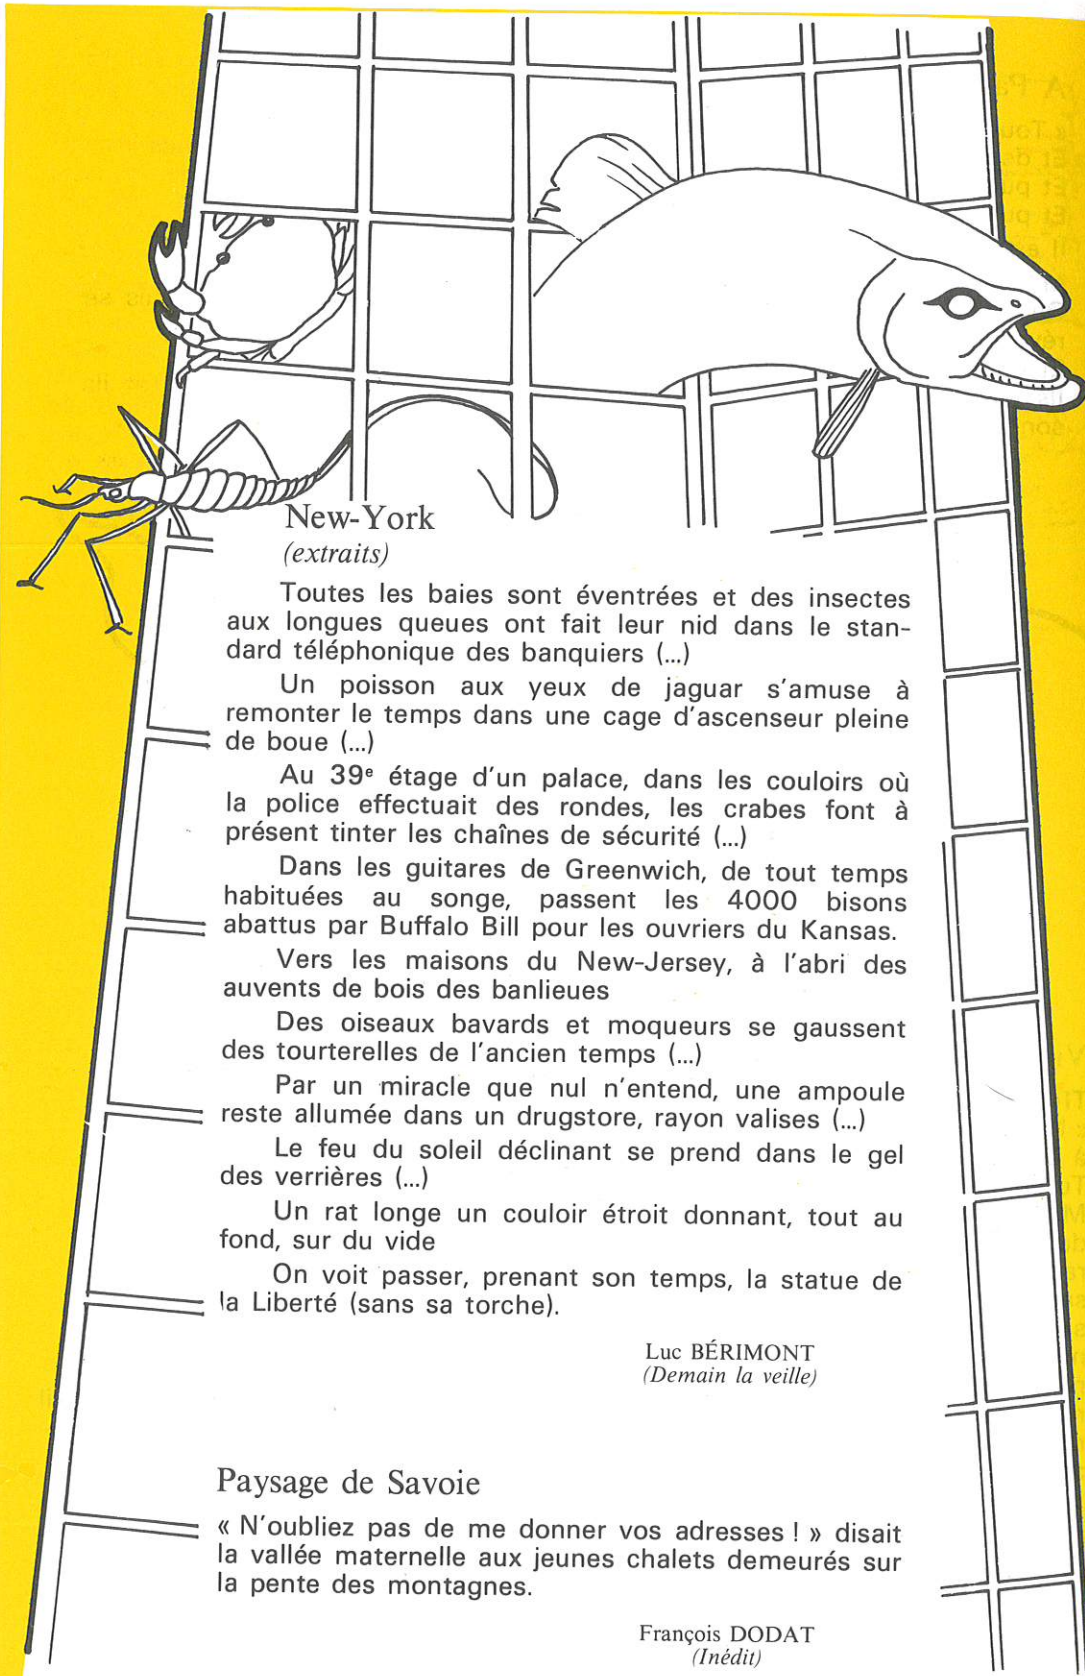 New-York
(extraits)
Toutes les baies sont éventrées et des insectes
aux longues queues ont fait leur nid dans le stan-
dard téléphonique des banquiers (...)
Un poisson aux yeux de jaguar s'amuse à
remonter le temps dans une cage d'ascenseur pleine
de boue (...)
Au 39e étage d'un palace, dans les couloirs où
la police effectuait des rondes, les crabes font à
présent tinter les chaînes de sécurité (...)
Dans les guitares de Greenwich, de tout temps
habituées au songe, passent les 4000 bisons
abattus par Buffalo Bill pour les ouvriers du Kansas.
Vers les maisons du New-Jersey, à l'abri des
auvents de bois des banlieues
Des oiseaux bavards et moqueurs se gaussent
des tourterelles de l'ancien temps (...)
Par un miracle que nul n'entend, une ampoule
reste allumée dans un drugstore, rayon valises (...)
Le feu du soleil déclinant se prend dans le gel
des verrières (...)
Un rat longe un couloir étroit donnant, tout au
fond, sur du vide
On voit passer, prenant son temps, la statue de
la Liberté (sans sa torche).
Luc BÉRIMONT
(Demain la veille)
Paysage de Savoie
« N'oubliez pas de me donner vos adresses ! » disait
la vallée maternelle aux jeunes chalets demeurés sur
la pente des montagnes.
François DODAT
(Inédit)